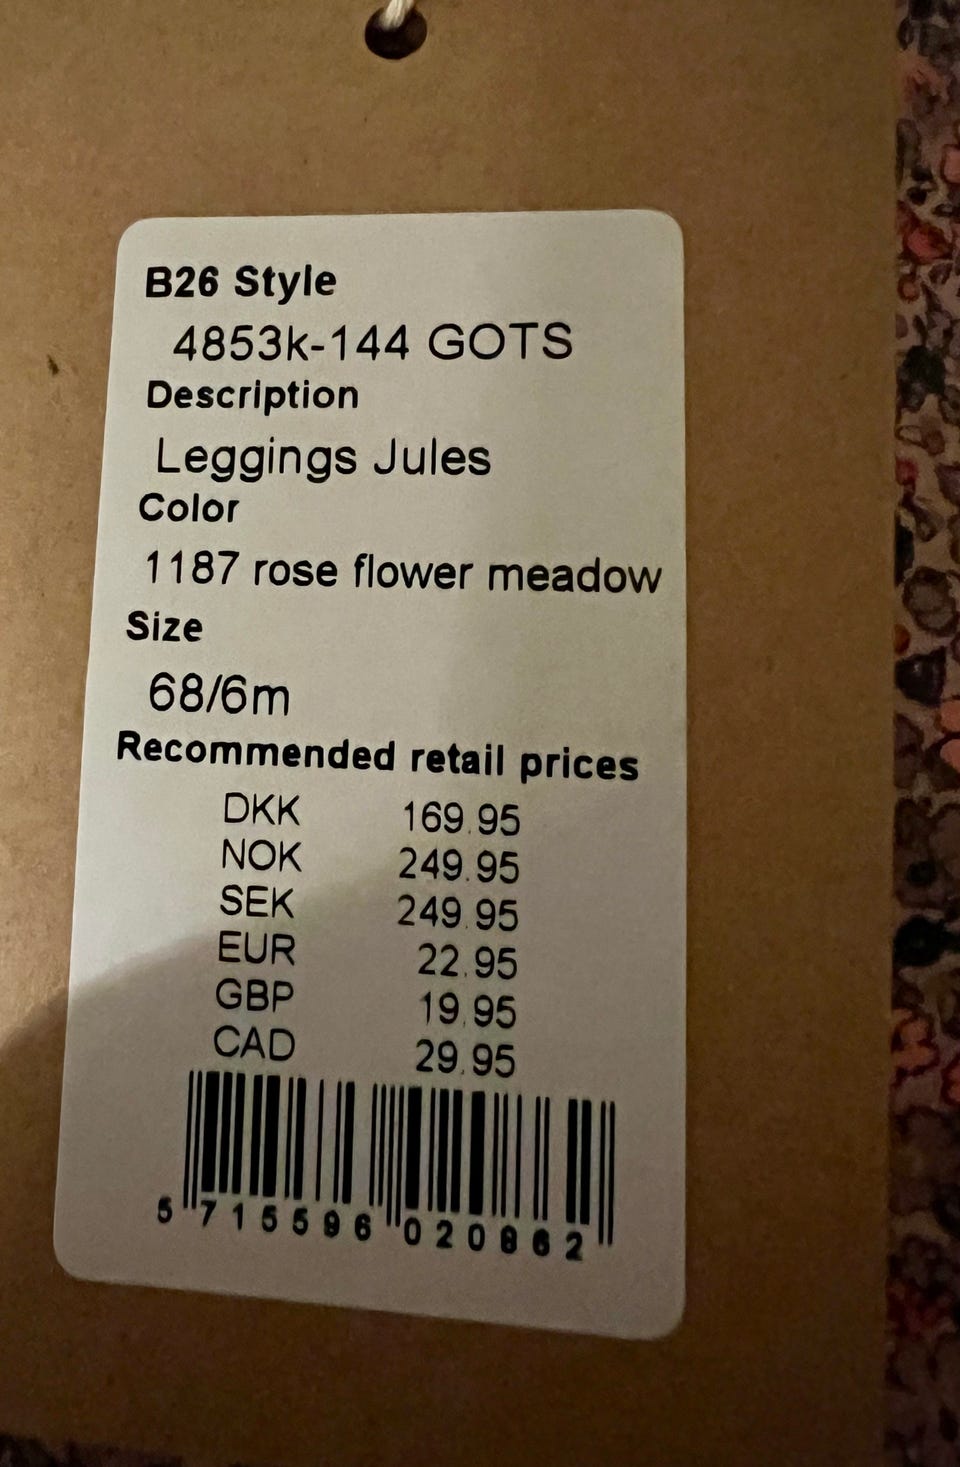 B26 Style
4853k-144 GOTS
Description
Leggings Jules
Color
1187 rose flower meadow
Size
68/6m
Recommended retail prices
DKK 169.95
NOK 249.95
SEK 249.95
EUR 22.95
GBP 19.95
CAD 29.95
5 715596 020862